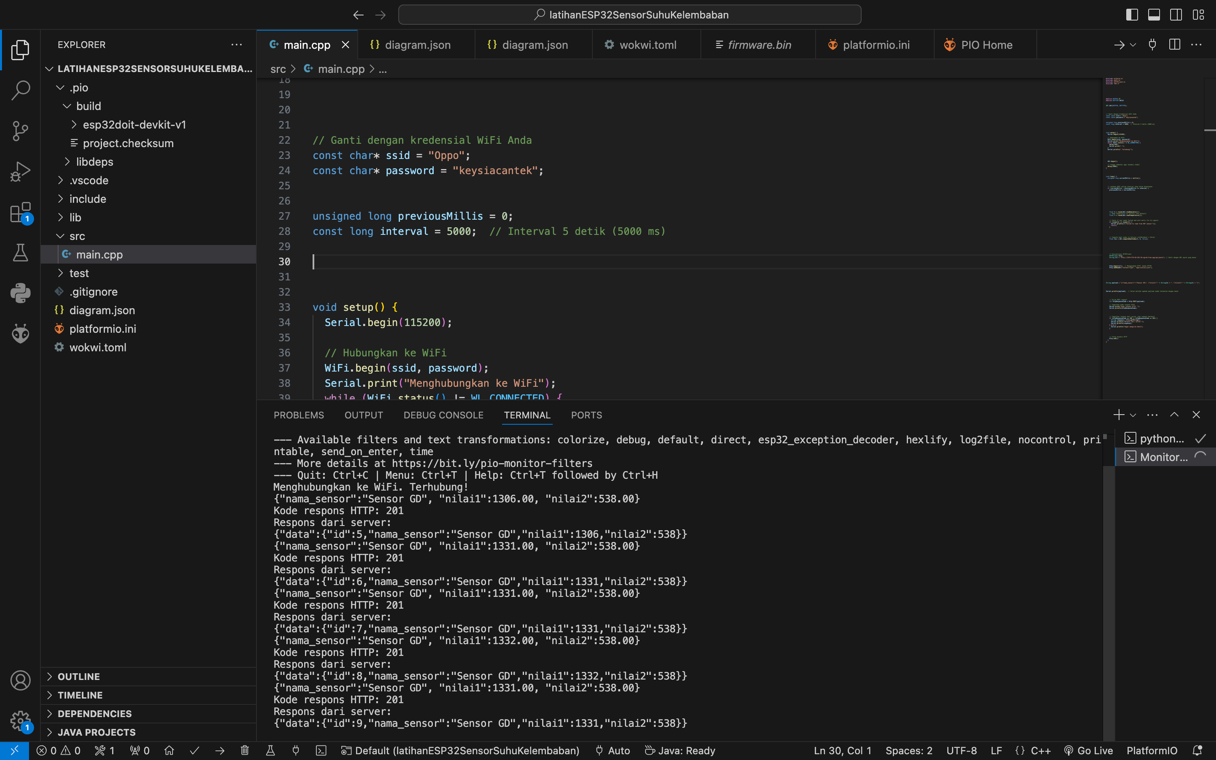 latihanESP32SensorSuhuKelembaban
EXPLORER
LATIHANESP32SENSORSUHUKELEMBA...
.pio
build
esp32doit-devkit-v1
project.checksum
libdeps
.vscode
include
lib
src
main.cpp
test
.gitignore
diagram.json
platformio.ini
wokwi.toml
OUTLINE
TIMELINE
DEPENDENCIES
JAVA PROJECTS
main.cpp
diagram.json
diagram.json
wokwi.toml
firmware.bin
platformio.ini
PIO Home
src > main.cpp > ...
18
19
20
21
22 // Ganti dengan kredensial WiFi Anda
23 const char* ssid = "Oppo";
24 const char* password = "keysiacantek";
25
26
27 unsigned long previousMillis = 0;
28 const long interval = 5000; // Interval 5 detik (5000 ms)
29
30
31
32
33 void setup() {
34 Serial.begin(115200);
35
36 // Hubungkan ke WiFi
37 WiFi.begin(ssid, password);
38 Serial.print("Menghubungkan ke WiFi");
39 while (WiFi.status() != WL_CONNECTED) {
PROBLEMS OUTPUT DEBUG CONSOLE TERMINAL PORTS
--- Available filters and text transformations: colorize, debug, default, direct, esp32_exception_decoder, hexlify, log2file, nocontrol, pri
ntable, send_on_enter, time
--- More details at https://bit.ly/pio-monitor-filters
--- Quit: Ctrl+C | Menu: Ctrl+T | Help: Ctrl+T followed by Ctrl+H
Menghubungkan ke WiFi. Terhubung!
{"nama_sensor":"Sensor GD", "nilai1":1306.00, "nilai2":538.00}
Kode respons HTTP: 201
Respons dari server:
{"data":{"id":5,"nama_sensor":"Sensor GD","nilai1":1306,"nilai2":538}}
{"nama_sensor":"Sensor GD", "nilai1":1331.00, "nilai2":538.00}
Kode respons HTTP: 201
Respons dari server:
{"data":{"id":6,"nama_sensor":"Sensor GD","nilai1":1331,"nilai2":538}}
{"nama_sensor":"Sensor GD", "nilai1":1331.00, "nilai2":538.00}
Kode respons HTTP: 201
Respons dari server:
{"data":{"id":7,"nama_sensor":"Sensor GD","nilai1":1331,"nilai2":538}}
{"nama_sensor":"Sensor GD", "nilai1":1332.00, "nilai2":538.00}
Kode respons HTTP: 201
Respons dari server:
{"data":{"id":8,"nama_sensor":"Sensor GD","nilai1":1332,"nilai2":538}}
{"nama_sensor":"Sensor GD", "nilai1":1331.00, "nilai2":538.00}
Kode respons HTTP: 201
Respons dari server:
{"data":{"id":9,"nama_sensor":"Sensor GD","nilai1":1331,"nilai2":538}}
python...
Monitor...
0 0 1 0 Default (latihanESP32SensorSuhuKelembaban) Auto Java: Ready Ln 30, Col 1 Spaces: 2 UTF-8 LF {} C++ Go Live PlatformIO